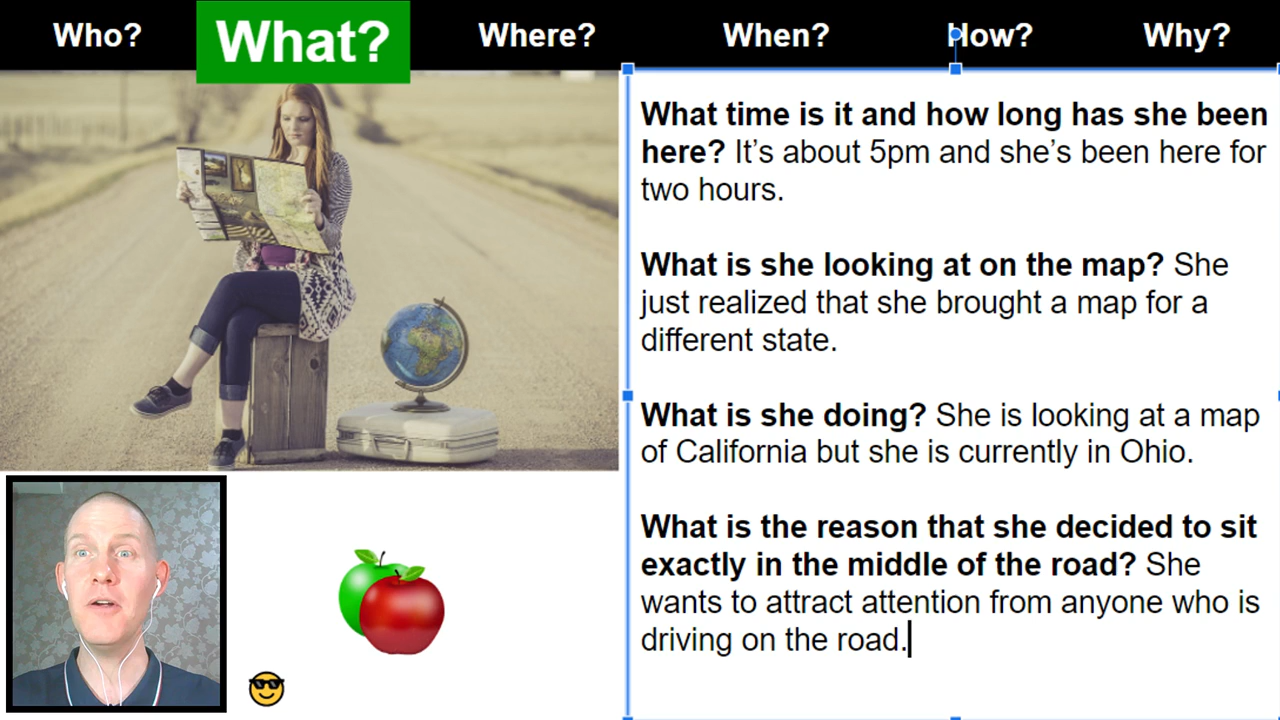 Who?
What?
Where?
When?
How?
Why?
What time is it and how long has she been
here? It’s about 5pm and she’s been here for
two hours.
What is she looking at on the map? She
just realized that she brought a map for a
different state.
What is she doing? She is looking at a map
of California but she is currently in Ohio.
What is the reason that she decided to sit
exactly in the middle of the road? She
wants to attract attention from anyone who is
driving on the road.